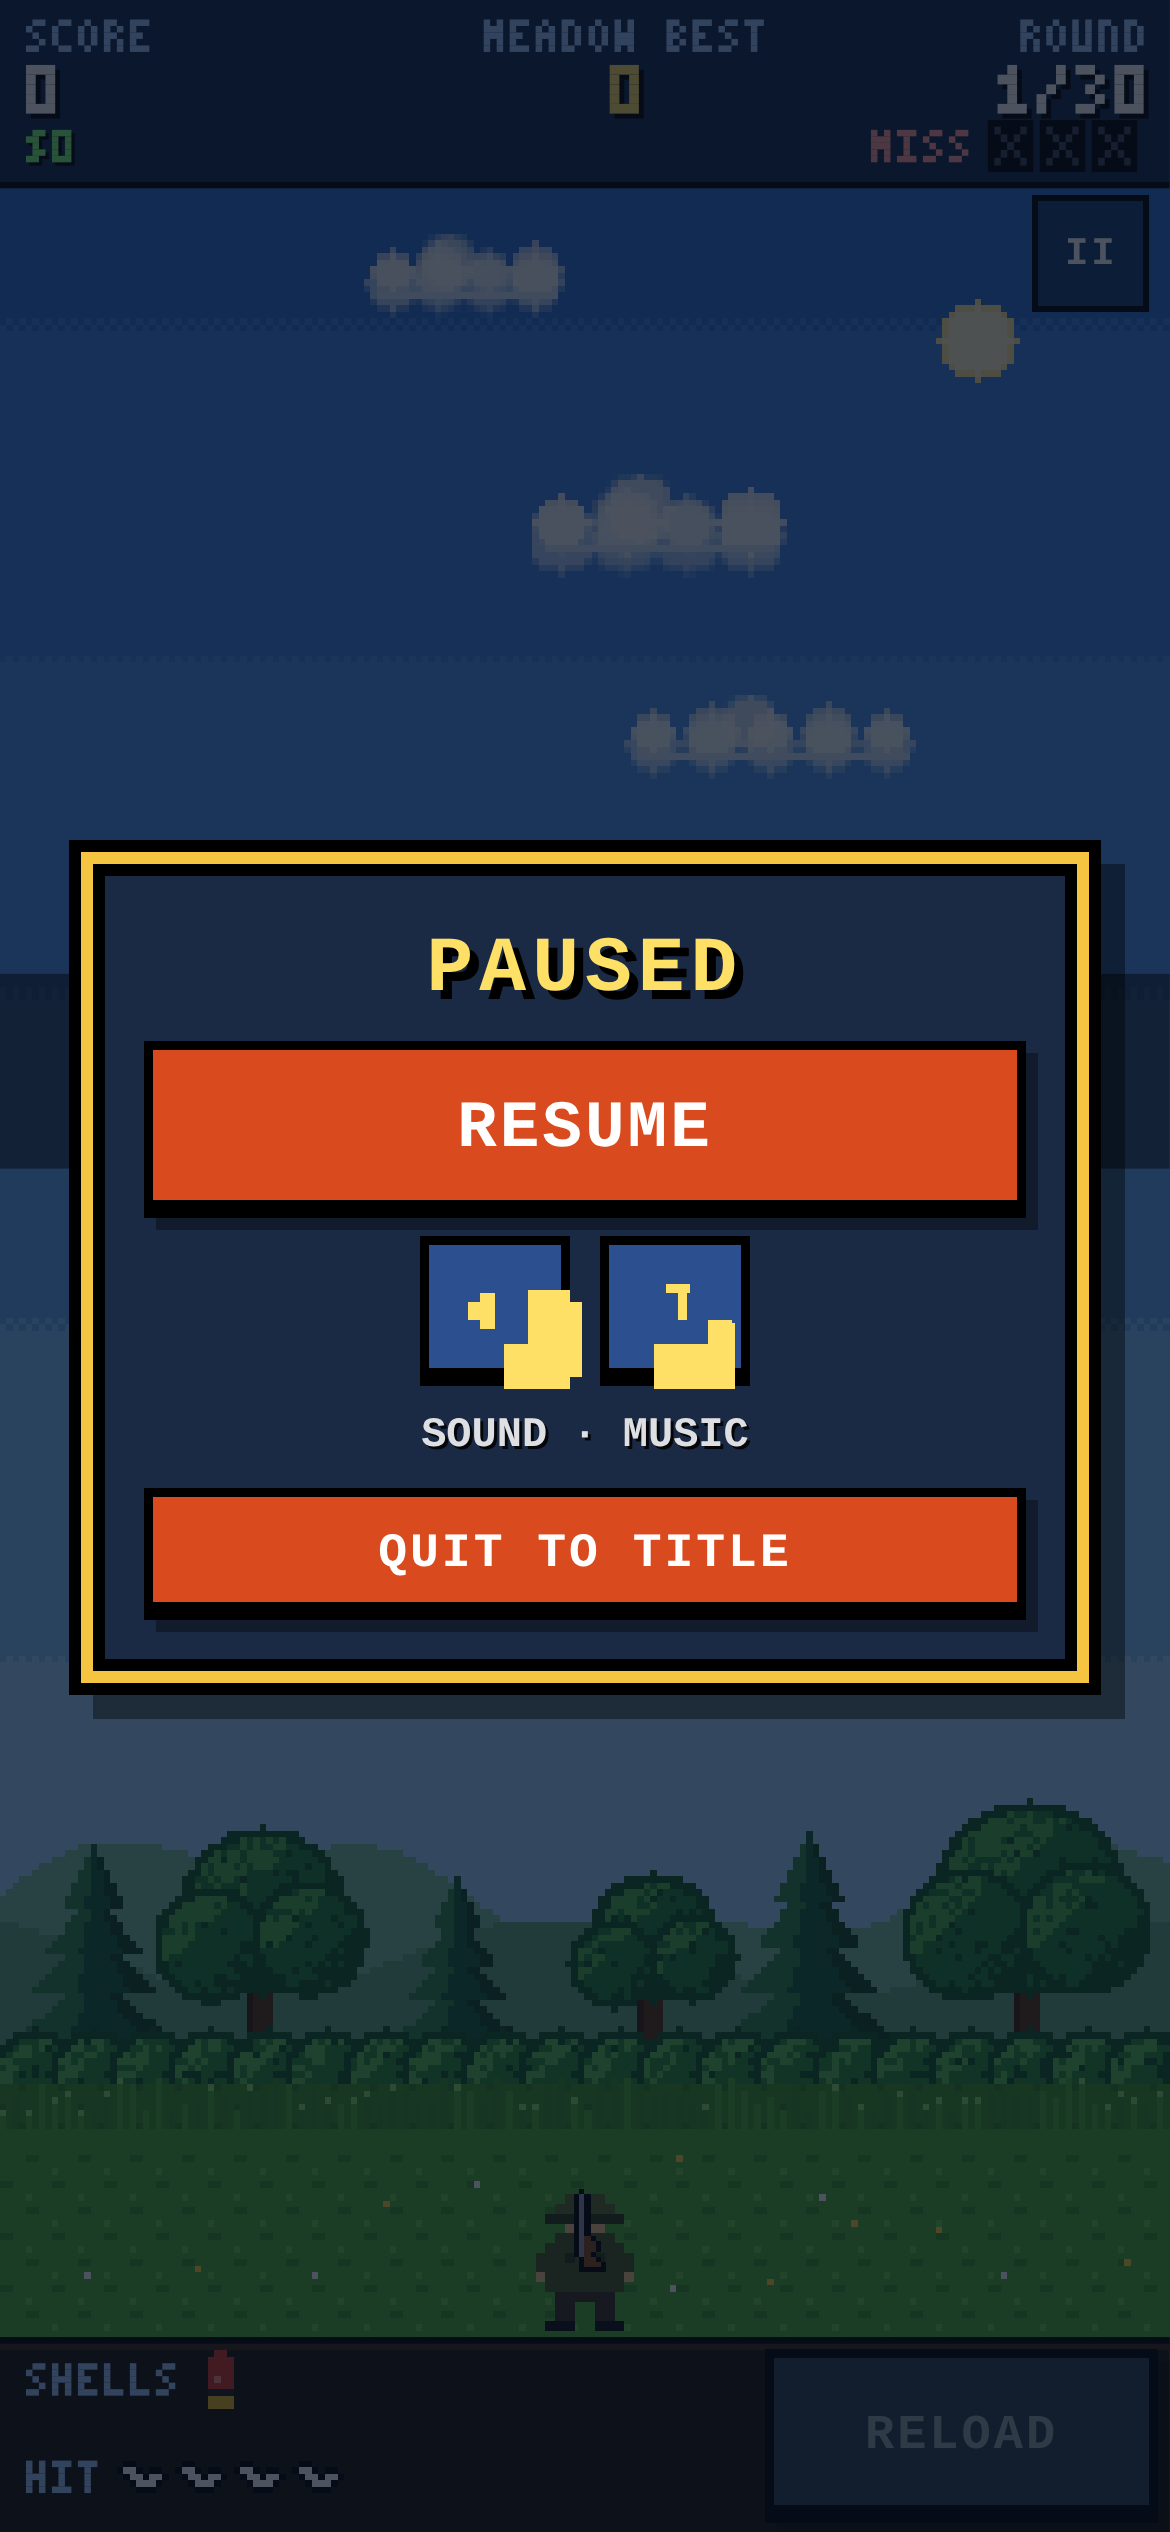 SCORE
MEADOW BEST
ROUND
0
0
1/30
$0
MISS
II
PAUSED
RESUME
SOUND · MUSIC
QUIT TO TITLE
SHELLS
RELOAD
HIT